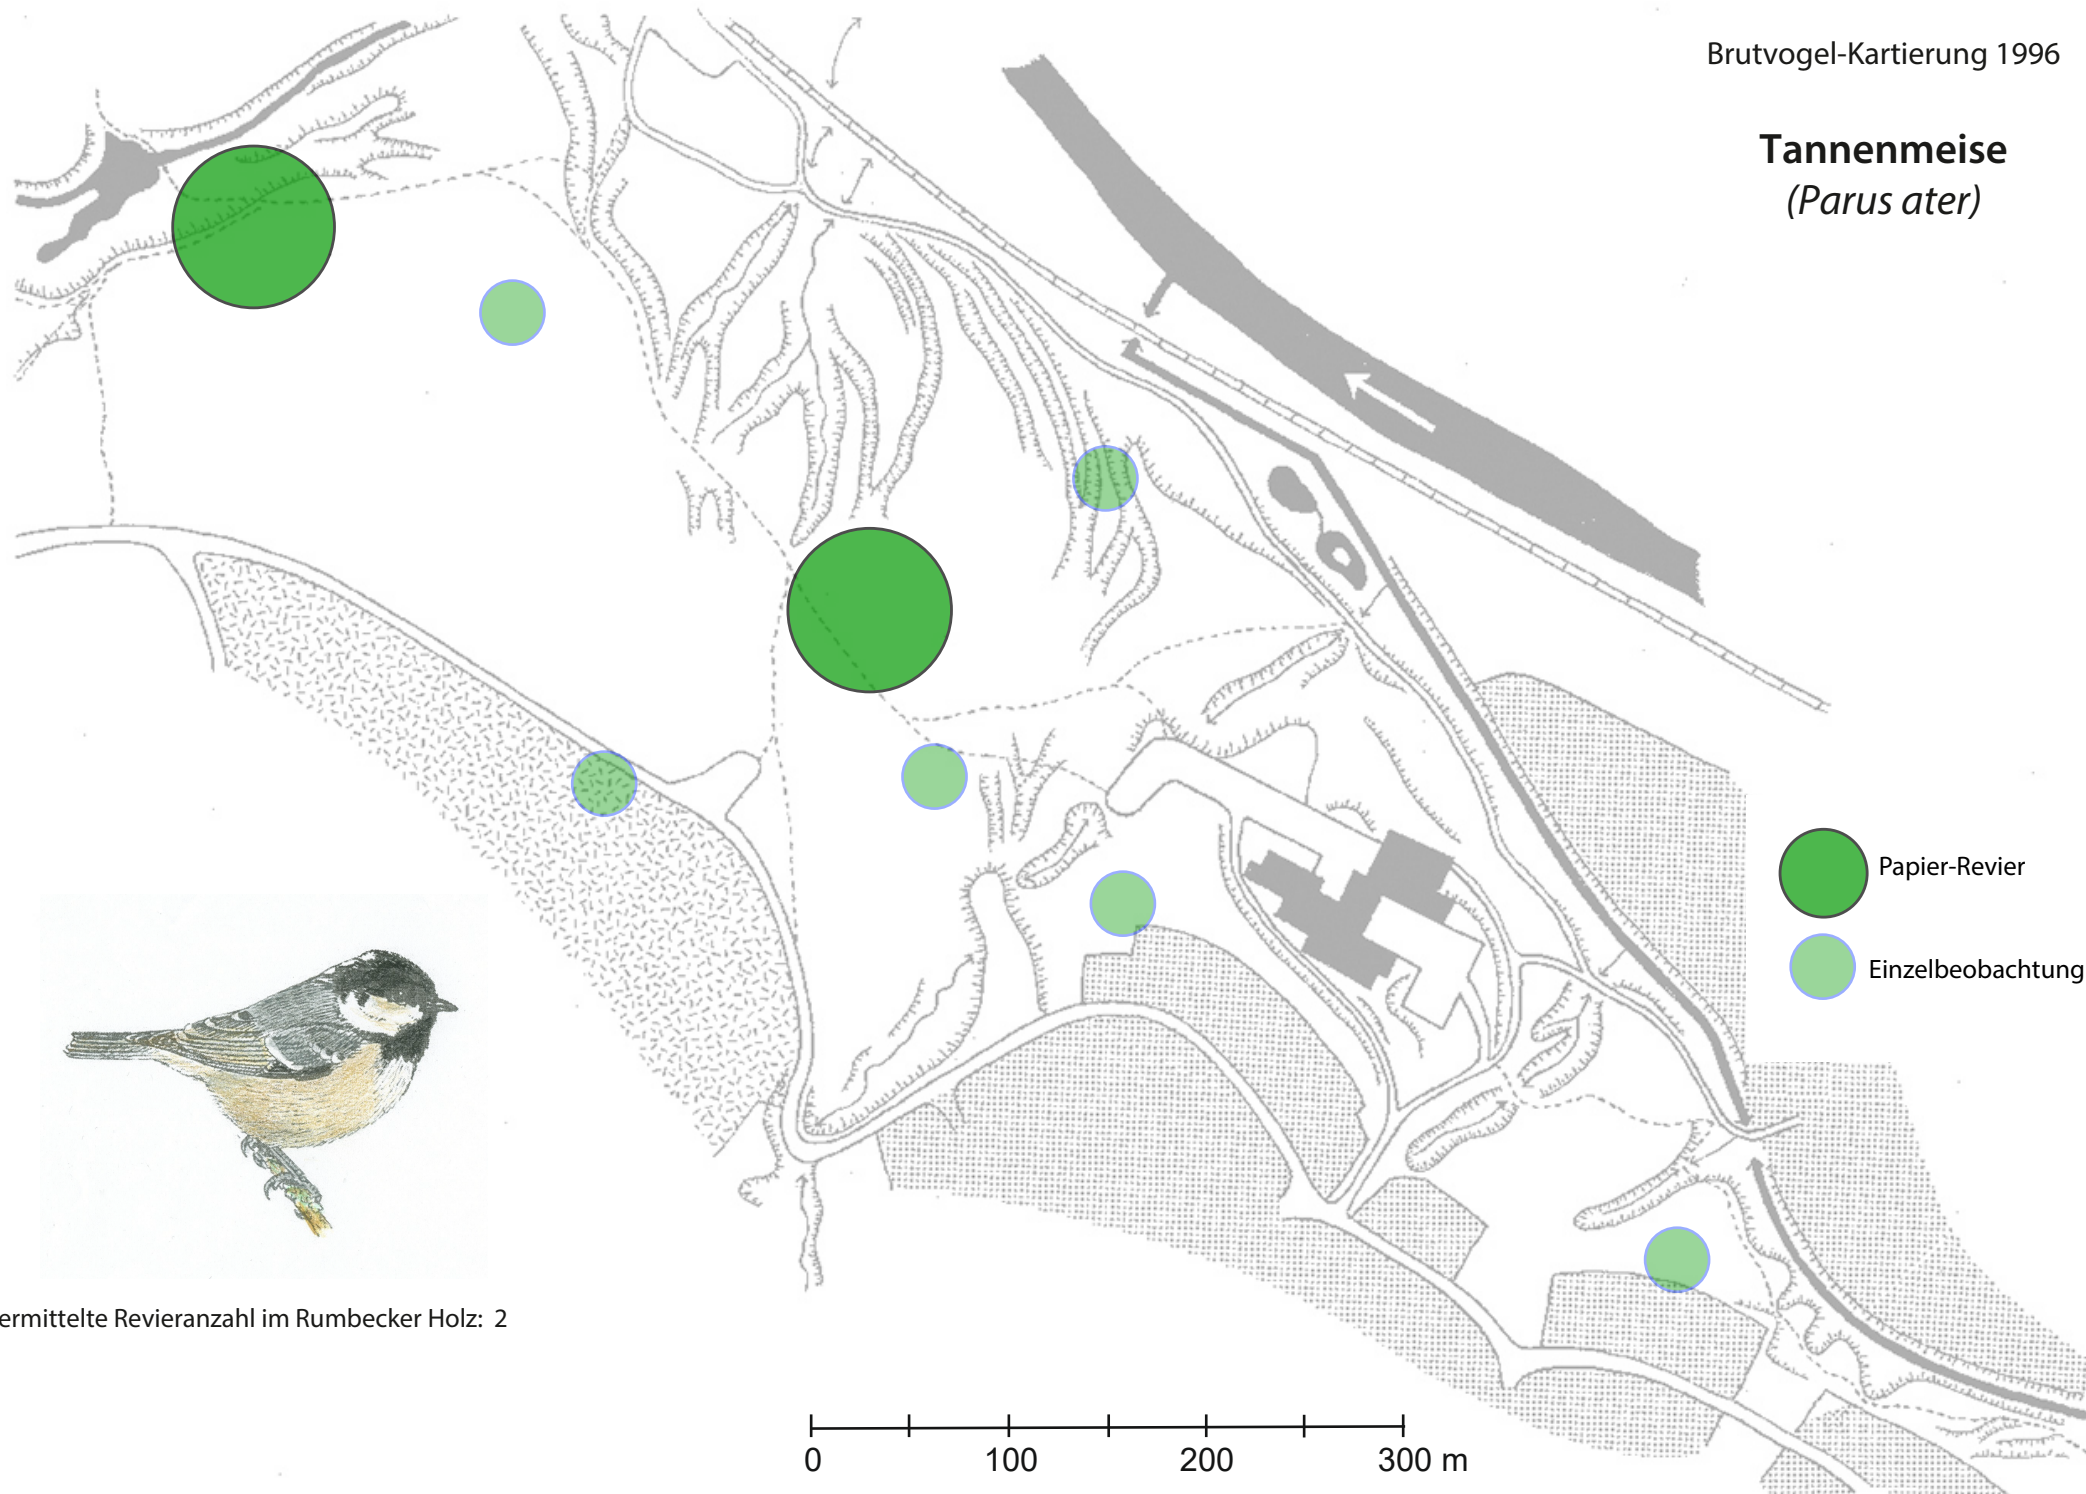 Brutvogel-Kartierung 1996
Tannenmeise
(Parus ater)
Papier-Revier
Einzelbeobachtung
ermittelte Revieranzahl im Rumbecker Holz: 2
0 100 200 300 m